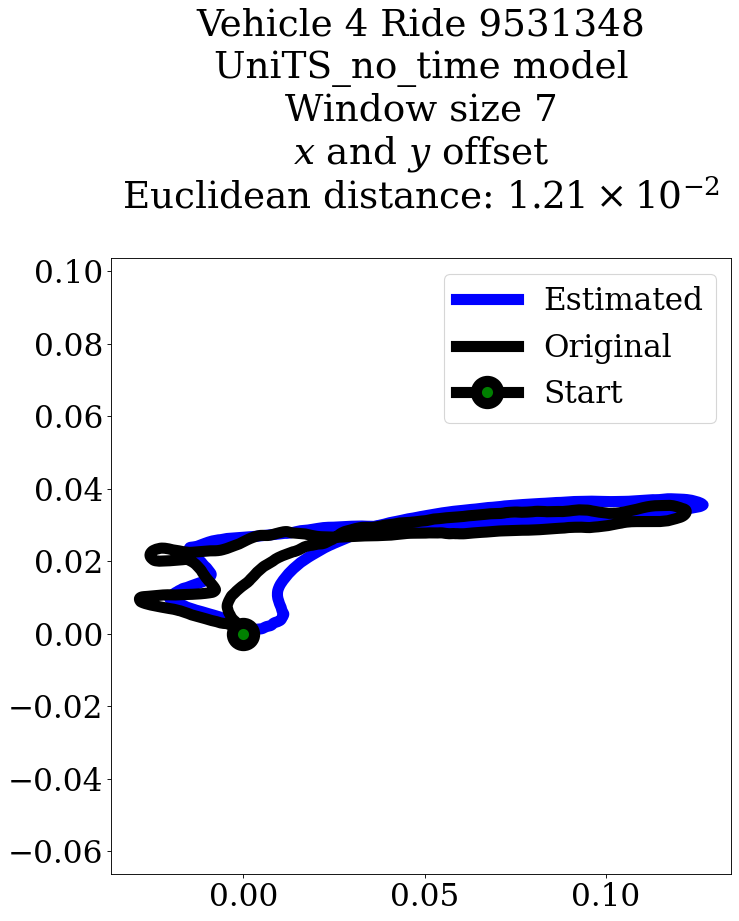 Vehicle 4 Ride 9531348
UniTS_no_time model
Window size 7
x and y offset
Euclidean distance: 1.21 × 10⁻²
0.10
0.08
0.06
0.04
0.02
0.00
−0.02
−0.04
−0.06
Estimated
Original
Start
0.00 0.05 0.10